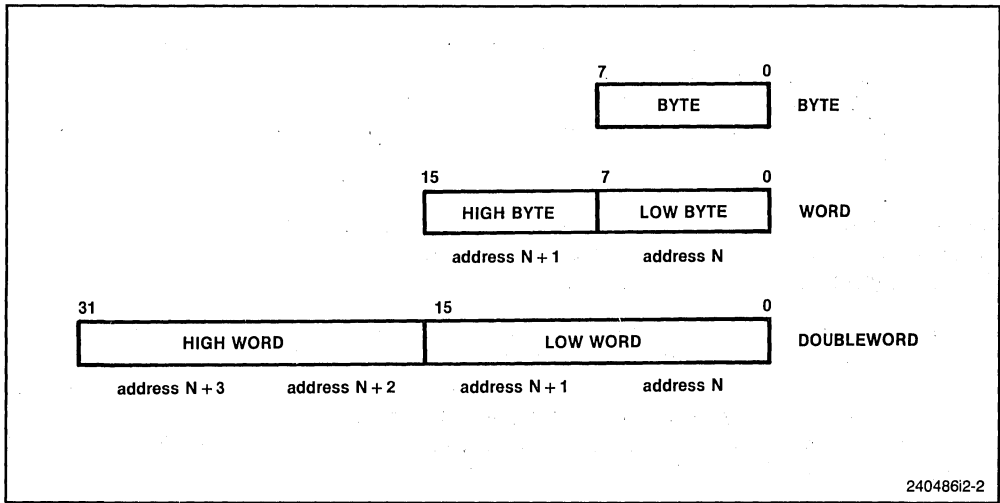 7 0
BYTE BYTE
15 7 0
HIGH BYTE LOW BYTE WORD
address N + 1 address N
31 15 0
HIGH WORD LOW WORD DOUBLEWORD
address N + 3 address N + 2 address N + 1 address N
240486i2-2